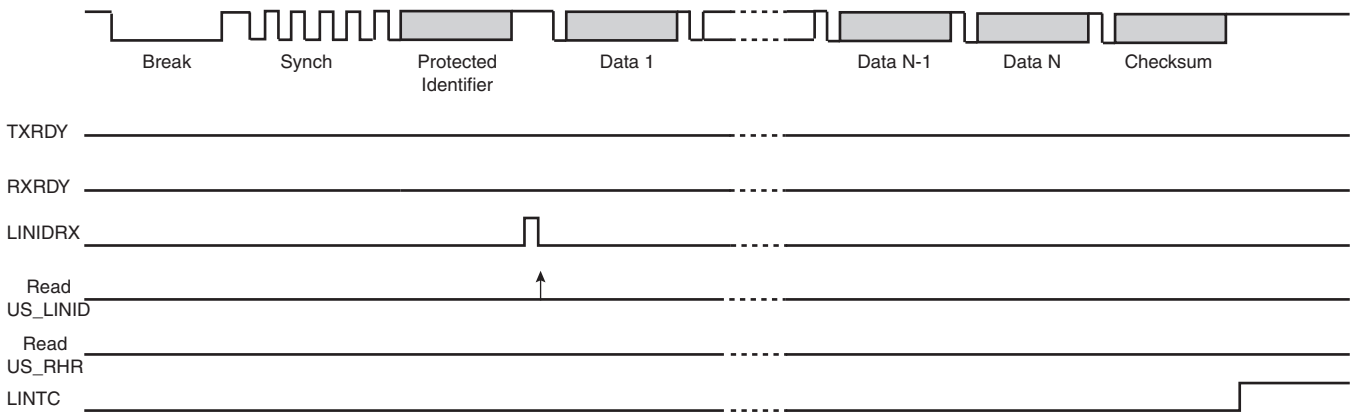 Break
Synch
Protected
Identifier
Data 1
Data N-1
Data N
Checksum
TXRDY
RXRDY
LINIDRX
Read
US_LINID
Read
US_RHR
LINTC